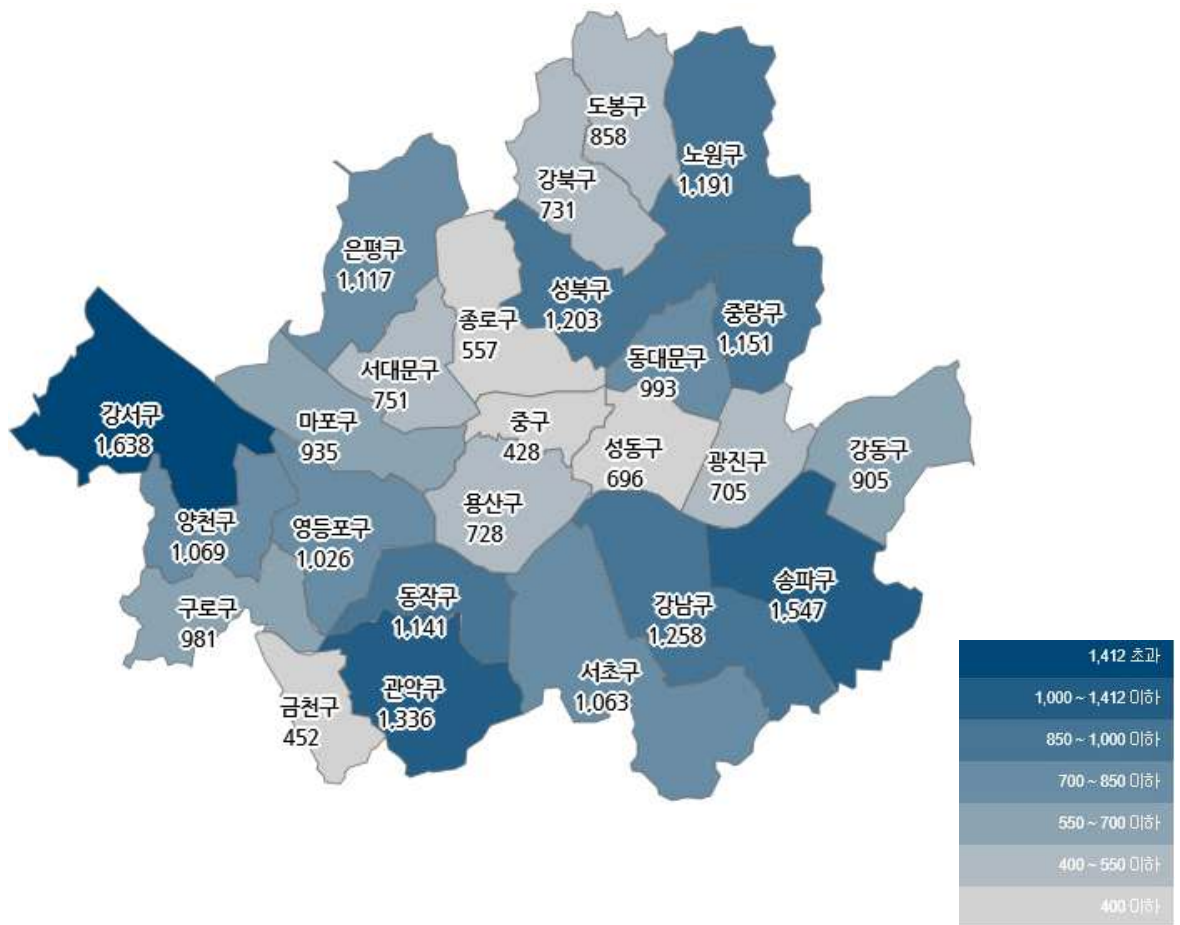 도봉구
858
노원구
1,191
강북구
731
은평구
1,117
성북구
1,203
중랑구
1,151
종로구
557
동대문구
993
서대문구
751
강서구
1,638
마포구
935
중구
428
성동구
696
광진구
705
강동구
905
용산구
728
양천구
1,069
영등포구
1,026
구로구
981
동작구
1,141
강남구
1,258
송파구
1,547
서초구
1,063
관악구
1,336
금천구
452
1,412 초과
1,000 ~ 1,412 이하
850 ~ 1,000 이하
700 ~ 850 이하
550 ~ 700 이하
400 ~ 550 이하
400 이하